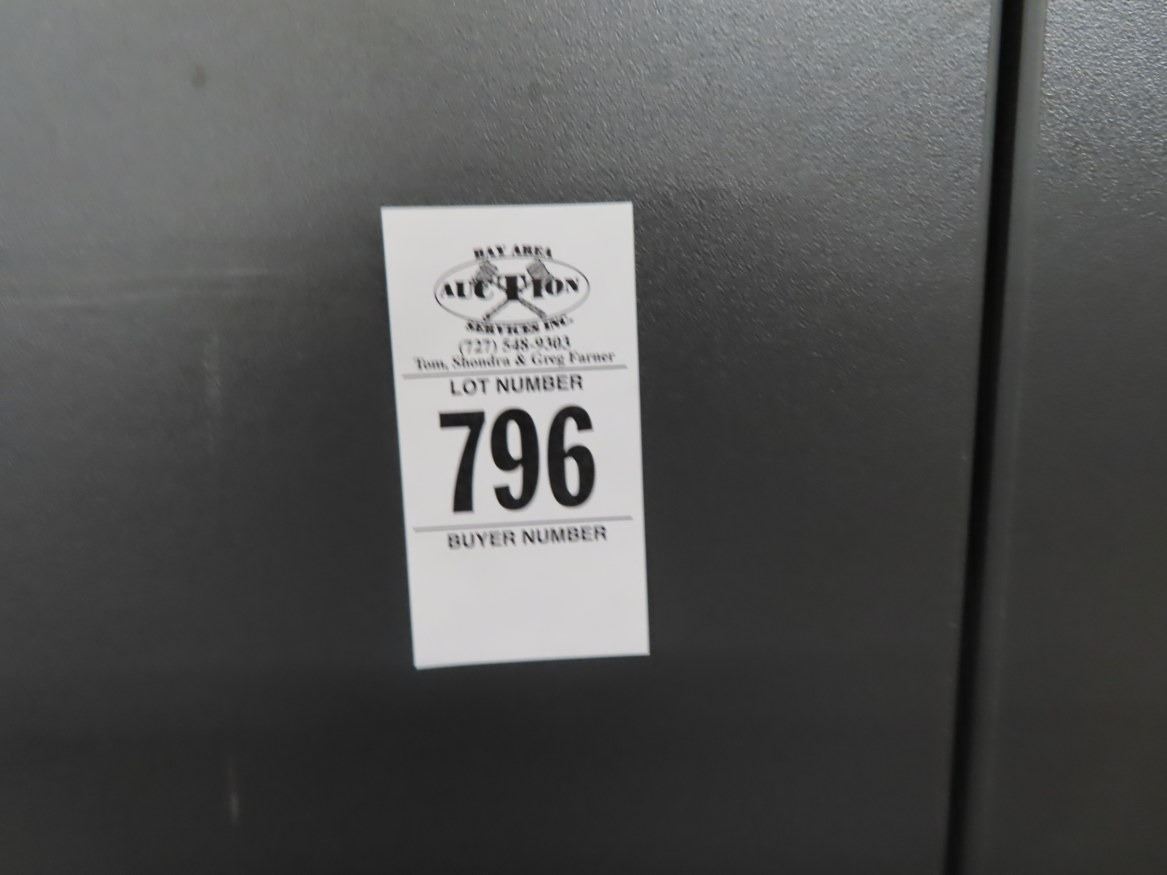 BAY AREA
AUCTION
SERVICES INC.
(727) 548-9303
Tom, Shondra & Greg Farner
LOT NUMBER
796
BUYER NUMBER